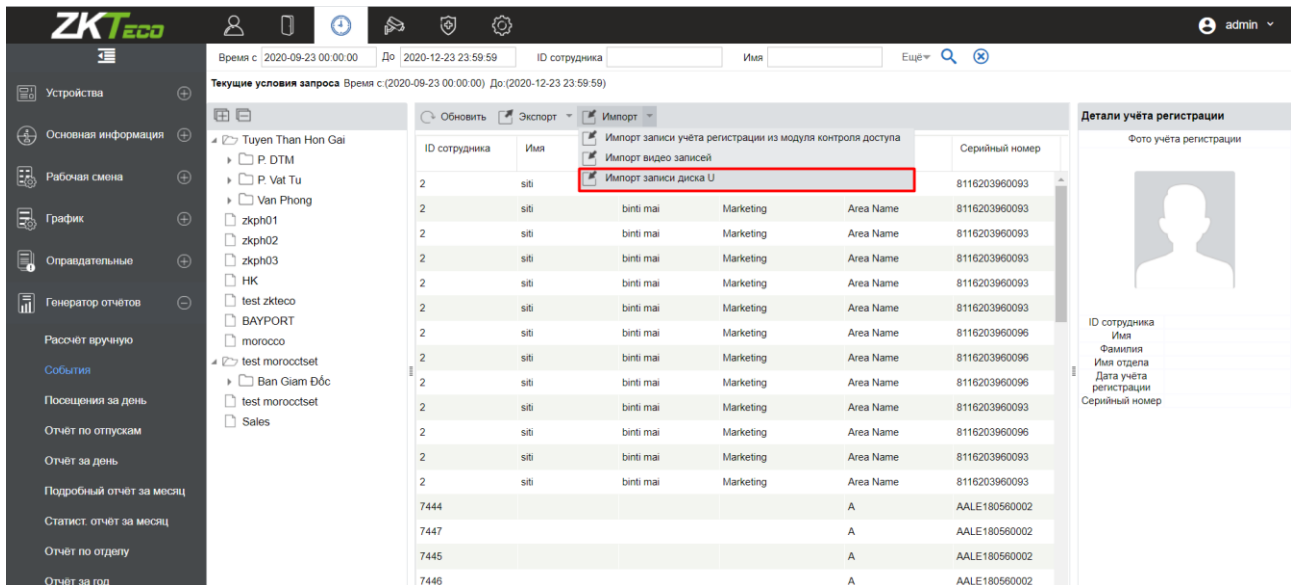 ZKTECO
admin
Время с 2020-09-23 00:00:00 До 2020-12-23 23:59:59 ID сотрудника Имя Ещё
Текущие условия запроса Время с:(2020-09-23 00:00:00) До:(2020-12-23 23:59:59)
Устройства
Основная информация
Рабочая смена
График
Оправдательные
Генератор отчётов
Рассчёт вручную
События
Посещения за день
Отчёт по отпускам
Отчёт за день
Подробный отчёт за месяц
Статист. отчёт за месяц
Отчёт по отделу
Отчёт за год
Tuyen Than Hon Gai
P. DTM
P. Vat Tu
Van Phong
zkph01
zkph02
zkph03
HK
test zkteco
BAYPORT
morocco
test morocctset
Ban Giam Đốc
test morocctset
Sales
Обновить Экспорт Импорт
Импорт записи учёта регистрации из модуля контроля доступа
Импорт видео записей
Импорт записи диска U
ID сотрудника Имя Серийный номер
2 siti 8116203960093
2 siti binti mai Marketing Area Name 8116203960093
2 siti binti mai Marketing Area Name 8116203960093
2 siti binti mai Marketing Area Name 8116203960093
2 siti binti mai Marketing Area Name 8116203960093
2 siti binti mai Marketing Area Name 8116203960093
2 siti binti mai Marketing Area Name 8116203960096
2 siti binti mai Marketing Area Name 8116203960096
2 siti binti mai Marketing Area Name 8116203960096
2 siti binti mai Marketing Area Name 8116203960093
2 siti binti mai Marketing Area Name 8116203960096
2 siti binti mai Marketing Area Name 8116203960093
2 siti binti mai Marketing Area Name 8116203960093
7444 A AALE180560002
7447 A AALE180560002
7445 A AALE180560002
7446 A AALE180560002
Детали учёта регистрации
Фото учёта регистрации
ID сотрудника
Имя
Фамилия
Имя отдела
Дата учёта
регистрации
Серийный номер